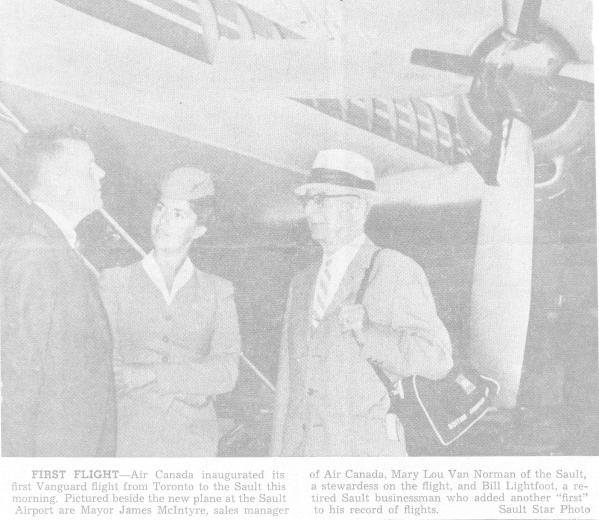 FIRST FLIGHT—Air Canada inaugurated its
first Vanguard flight from Toronto to the Sault this
morning. Pictured beside the new plane at the Sault
Airport are Mayor James McIntyre, sales manager
of Air Canada, Mary Lou Van Norman of the Sault,
a stewardess on the flight, and Bill Lightfoot, a re-
tired Sault businessman who added another "first"
to his record of flights. Sault Star Photo